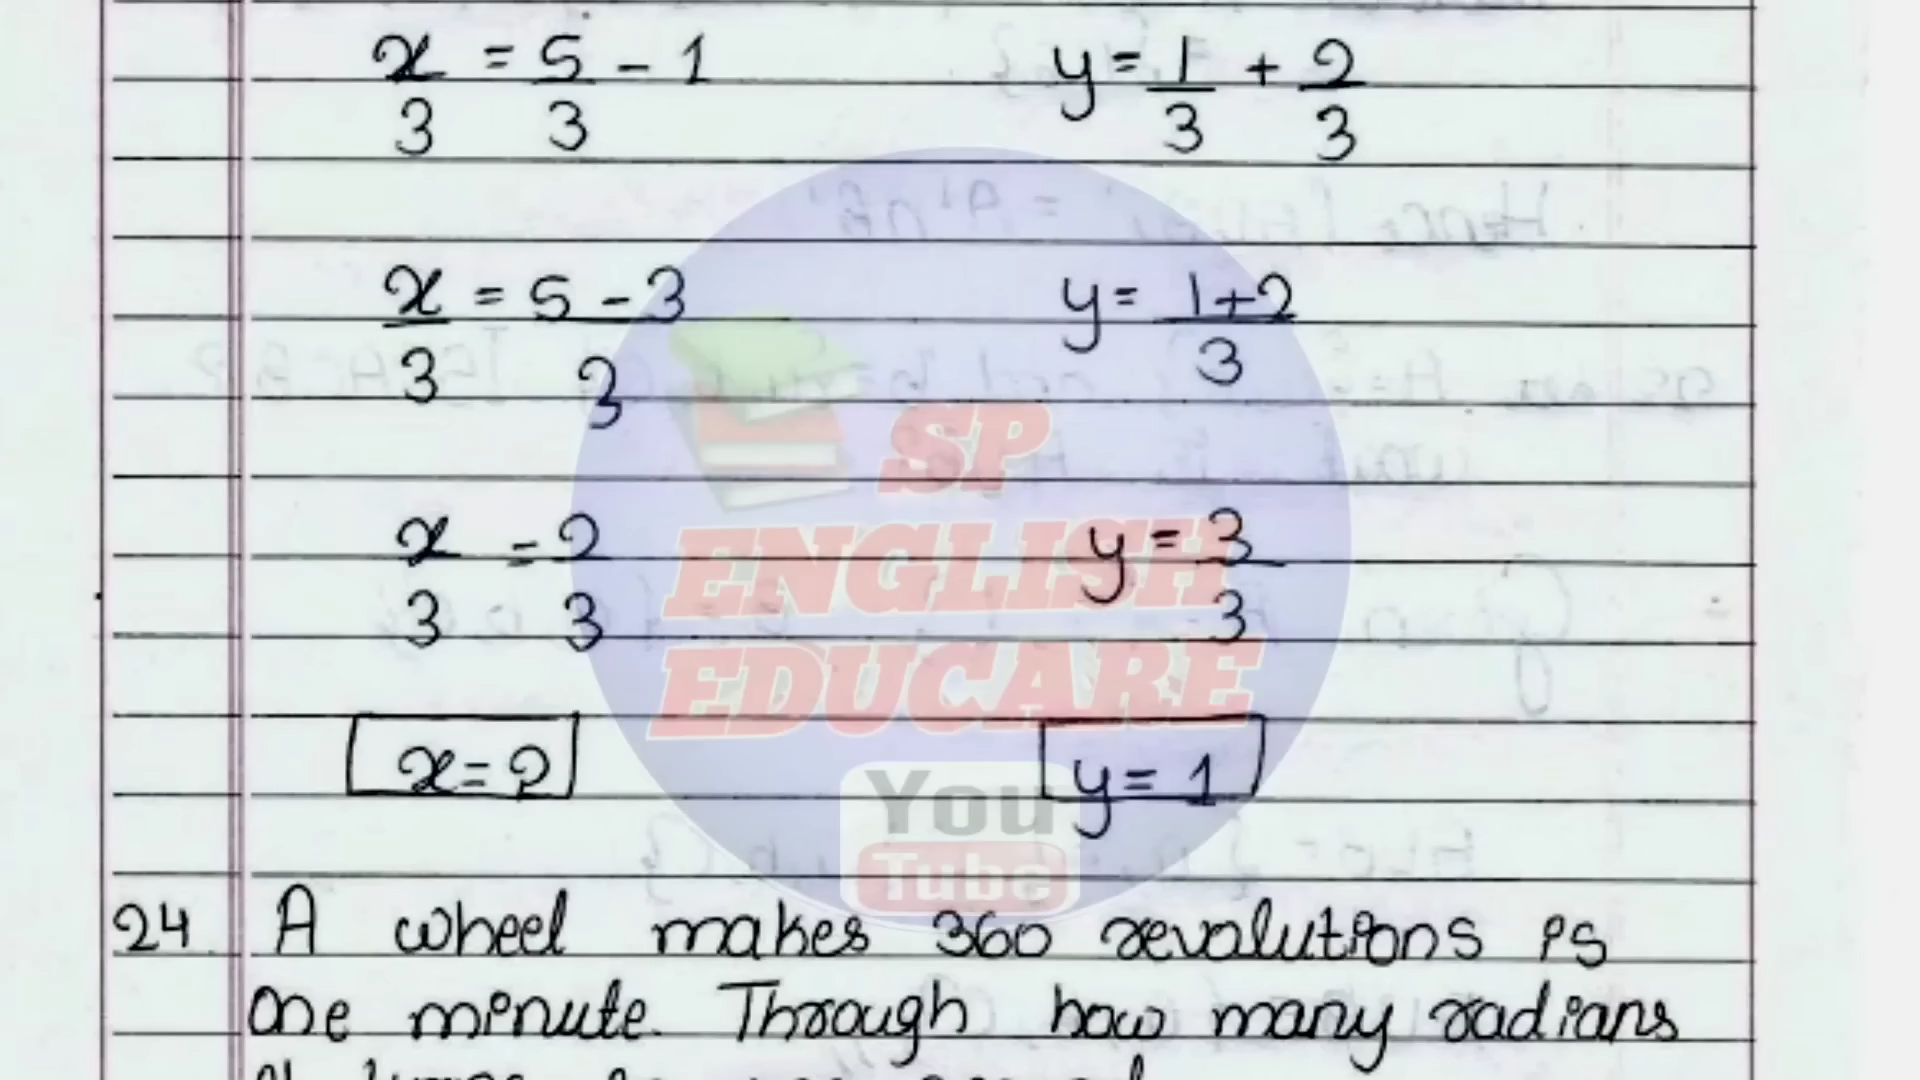 x/3 = 5/3 - 1
y = 1/3 + 2/3
x/3 = 5 - 3/3
y = 1+2/3
x/3 = 2/3
y = 3/3
x = 2
y = 1
SP
ENGLISH
EDUCARE
You
Tube
24 A wheel makes 360 revolutions is
one minute. Through how many radians